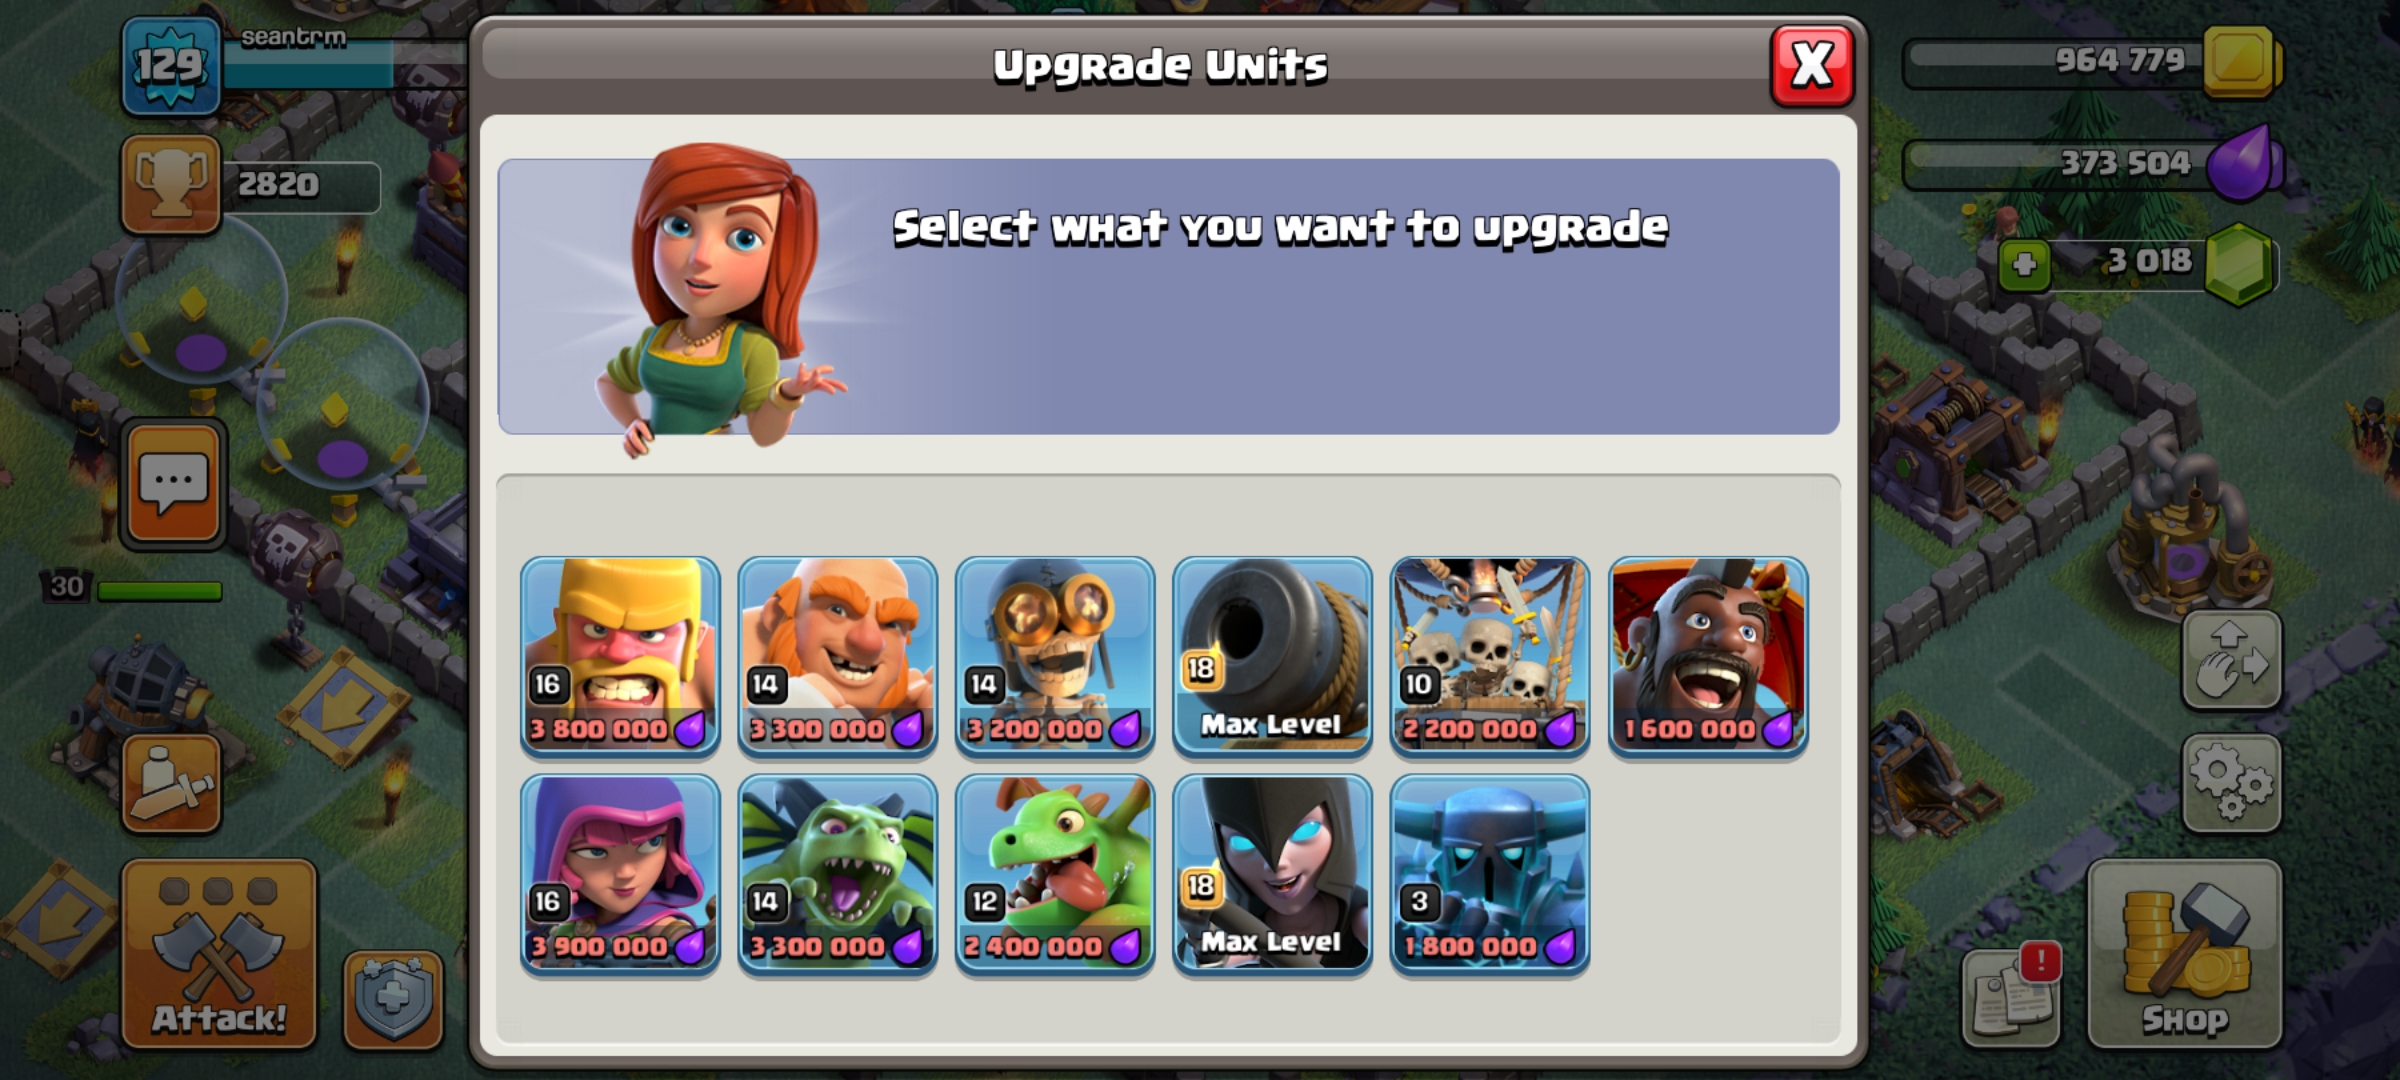 129
seantrm
Upgrade Units
X
964 779
2820
373 504
Select what you want to upgrade
3 018
30
16
3 800 000
14
3 300 000
14
3 200 000
18
Max Level
10
2 200 000
1 600 000
16
3 900 000
14
3 300 000
12
2 400 000
18
Max Level
3
1 800 000
Attack!
!
Shop